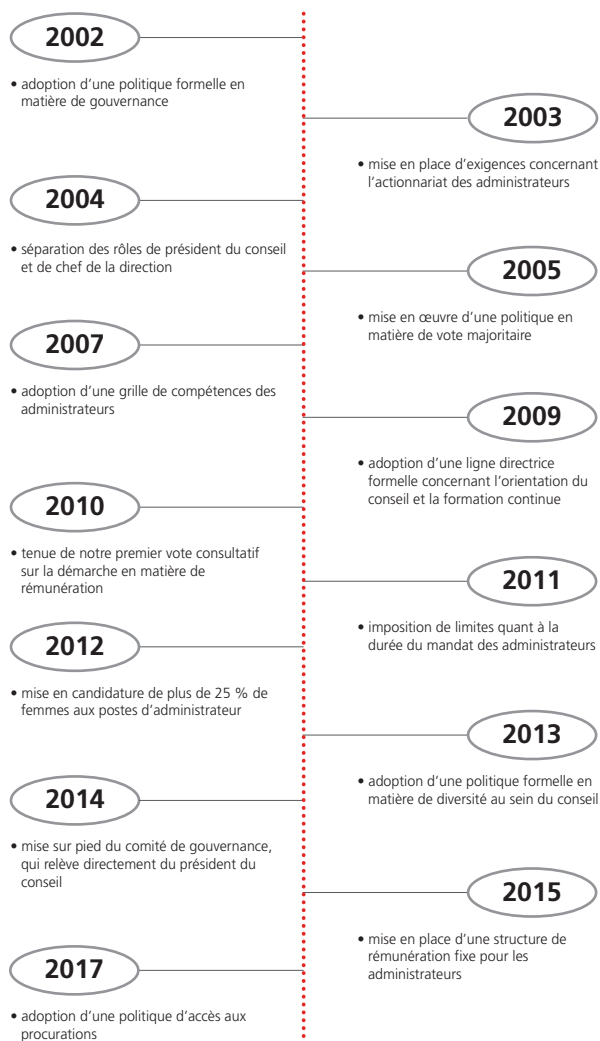 2002
• adoption d'une politique formelle en
matière de gouvernance
2003
• mise en place d'exigences concernant
l'actionnariat des administrateurs
2004
• séparation des rôles de président du conseil
et de chef de la direction
2005
• mise en œuvre d'une politique en
matière de vote majoritaire
2007
• adoption d'une grille de compétences des
administrateurs
2009
• adoption d'une ligne directrice
formelle concernant l'orientation du
conseil et la formation continue
2010
• tenue de notre premier vote consultatif
sur la démarche en matière de
rémunération
2011
• imposition de limites quant à la
durée du mandat des administrateurs
2012
• mise en candidature de plus de 25 % de
femmes aux postes d'administrateur
2013
• adoption d'une politique formelle en
matière de diversité au sein du conseil
2014
• mise sur pied du comité de gouvernance,
qui relève directement du président du
conseil
2015
• mise en place d'une structure de
rémunération fixe pour les
administrateurs
2017
• adoption d'une politique d'accès aux
procurations